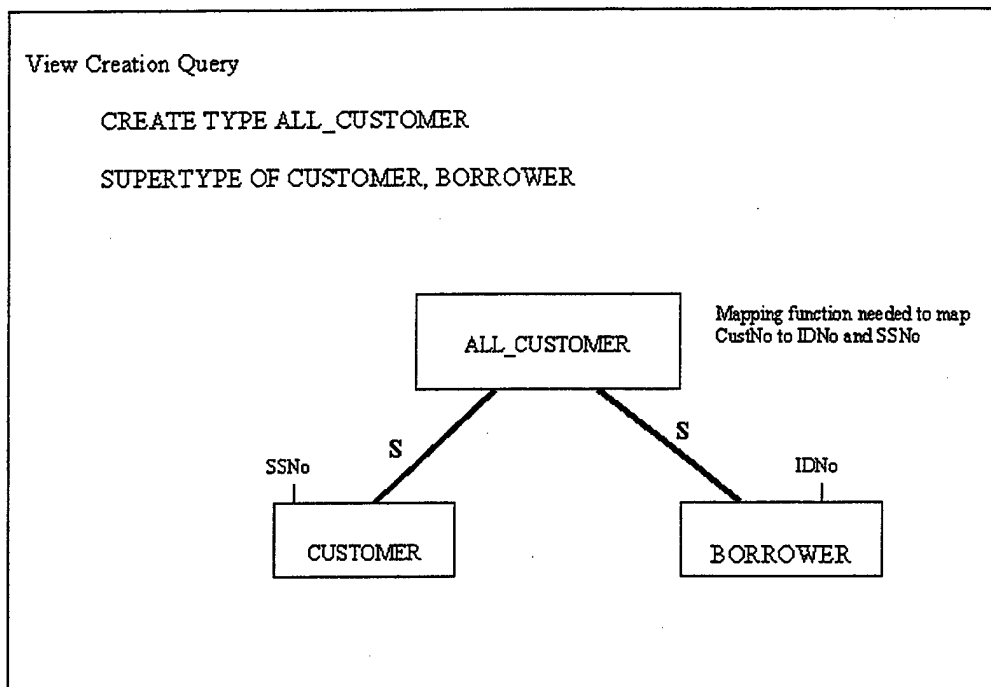 View Creation Query
CREATE TYPE ALL_CUSTOMER
SUPERTYPE OF CUSTOMER, BORROWER
ALL_CUSTOMER
Mapping function needed to map
CustNo to IDNo and SSNo
S
S
SSNo
IDNo
CUSTOMER
BORROWER